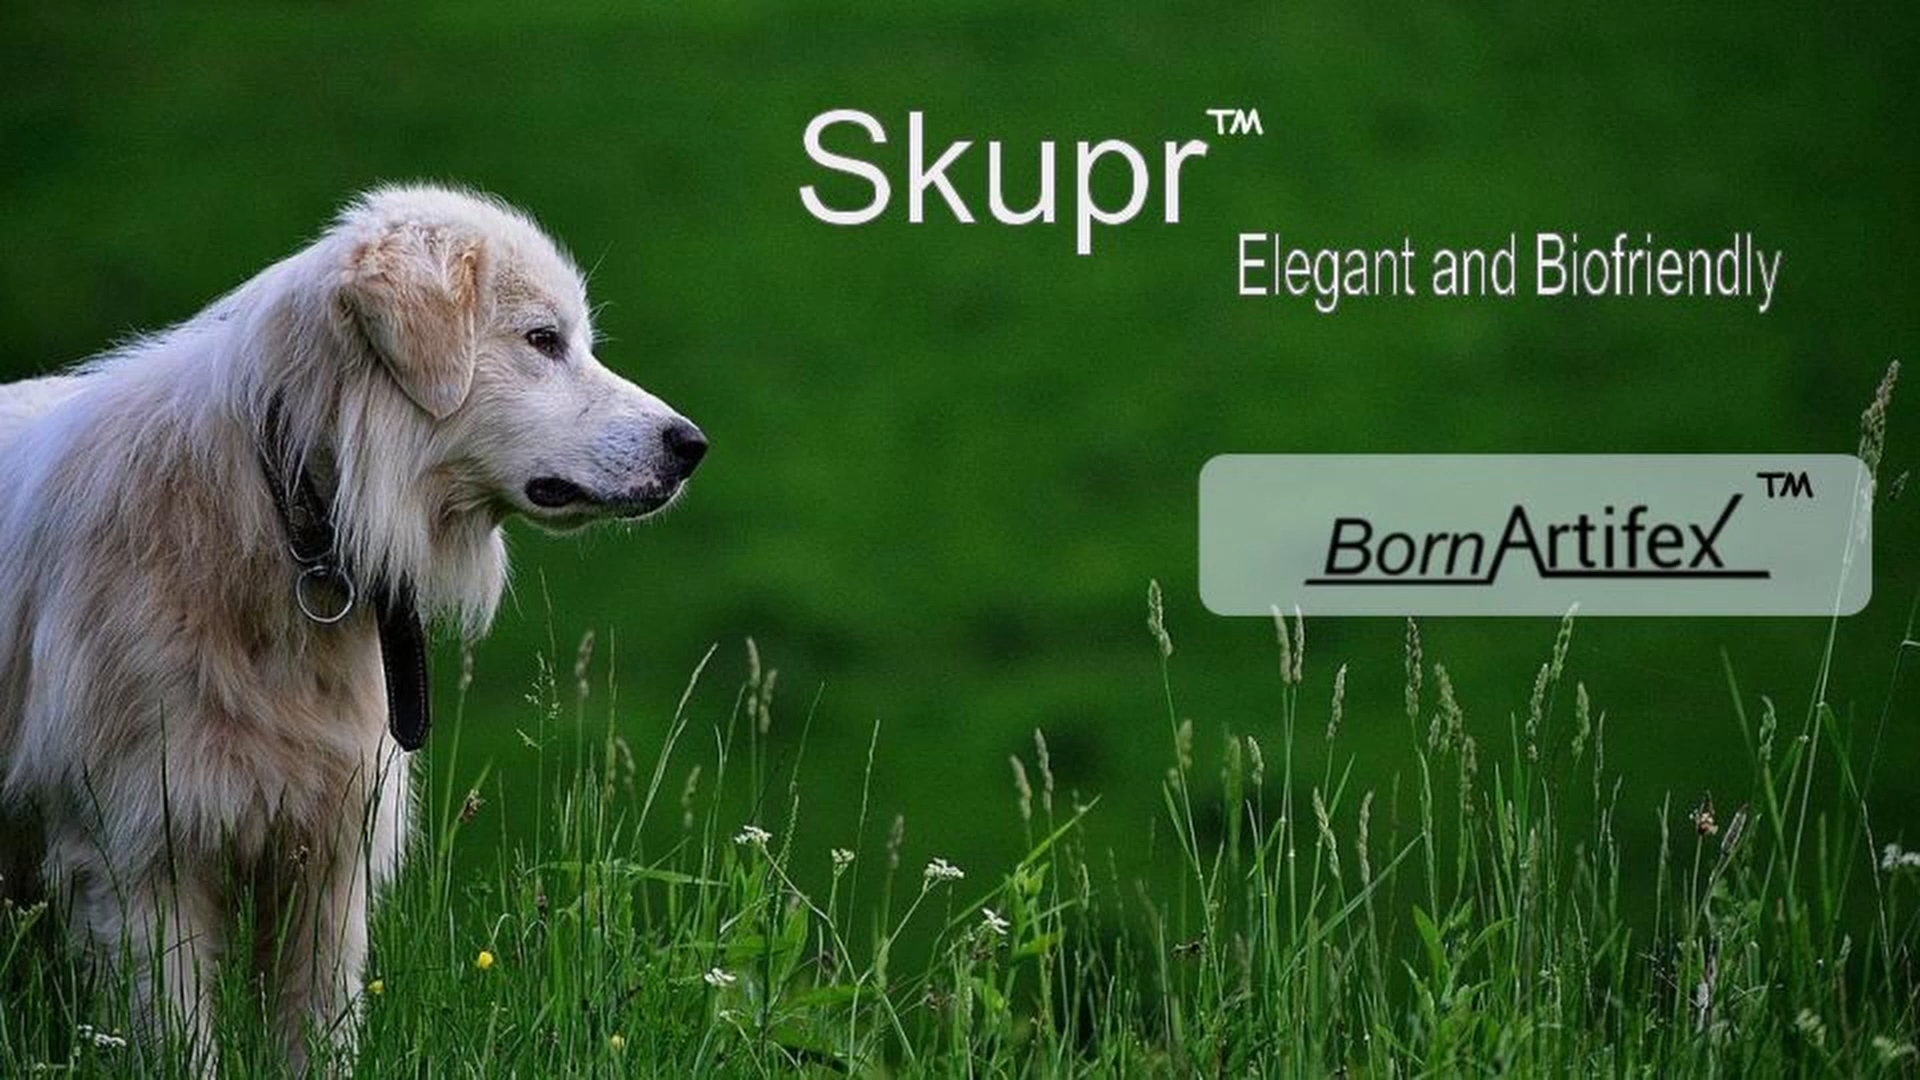 Skupr™
Elegant and Biofriendly
BornArtifex™